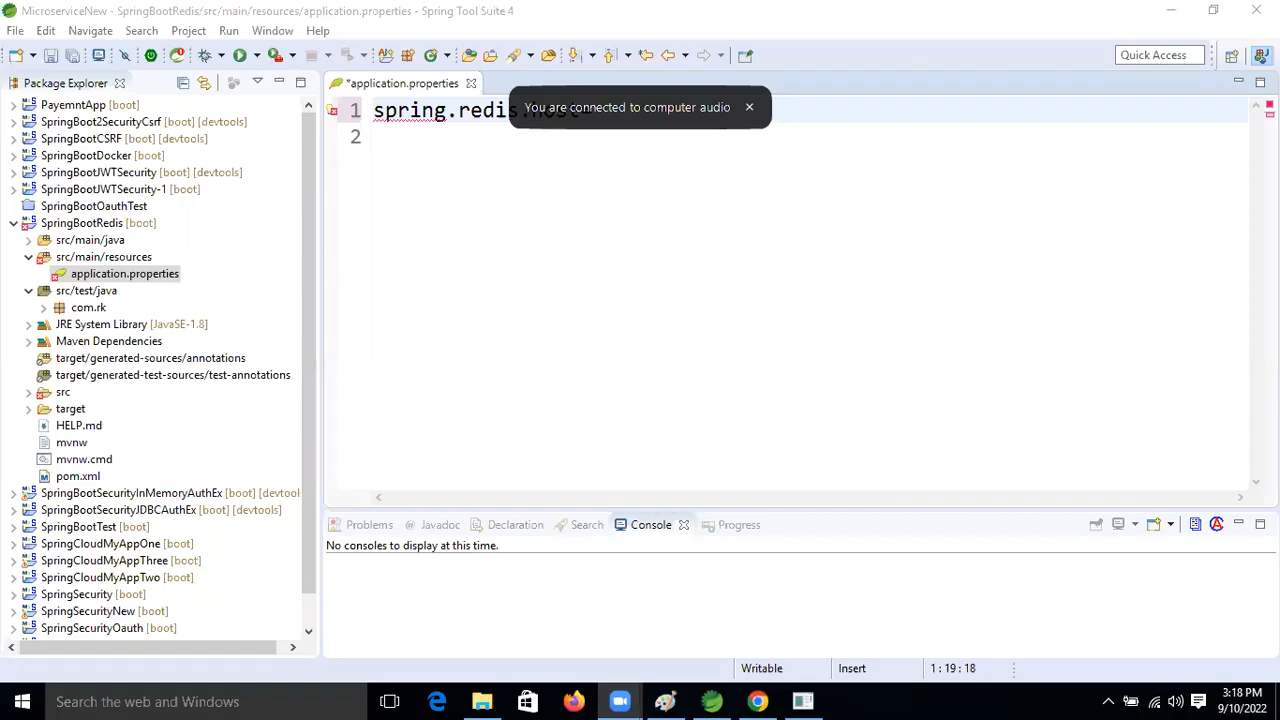 MicroserviceNew - SpringBootRedis/src/main/resources/application.properties - Spring Tool Suite 4
File Edit Navigate Search Project Run Window Help
Quick Access
Package Explorer
*application.properties
You are connected to computer audio
1 spring.redis.host=
2
PayemntApp [boot]
SpringBoot2SecurityCsrf [boot] [devtools]
SpringBootCSRF [boot] [devtools]
SpringBootDocker [boot]
SpringBootJWTSecurity [boot] [devtools]
SpringBootJWTSecurity-1 [boot]
SpringBootOauthTest
SpringBootRedis [boot]
src/main/java
src/main/resources
application.properties
src/test/java
com.rk
JRE System Library [JavaSE-1.8]
Maven Dependencies
target/generated-sources/annotations
target/generated-test-sources/test-annotations
src
target
HELP.md
mvnw
mvnw.cmd
pom.xml
SpringBootSecurityInMemoryAuthEx [boot] [devtool
SpringBootSecurityJDBCAuthEx [boot] [devtools]
SpringBootTest [boot]
SpringCloudMyAppOne [boot]
SpringCloudMyAppThree [boot]
SpringCloudMyAppTwo [boot]
SpringSecurity [boot]
SpringSecurityNew [boot]
SpringSecurityOauth [boot]
Problems Javadoc Declaration Search Console Progress
No consoles to display at this time.
Writable Insert 1 : 19 : 18
Search the web and Windows
3:18 PM
9/10/2022